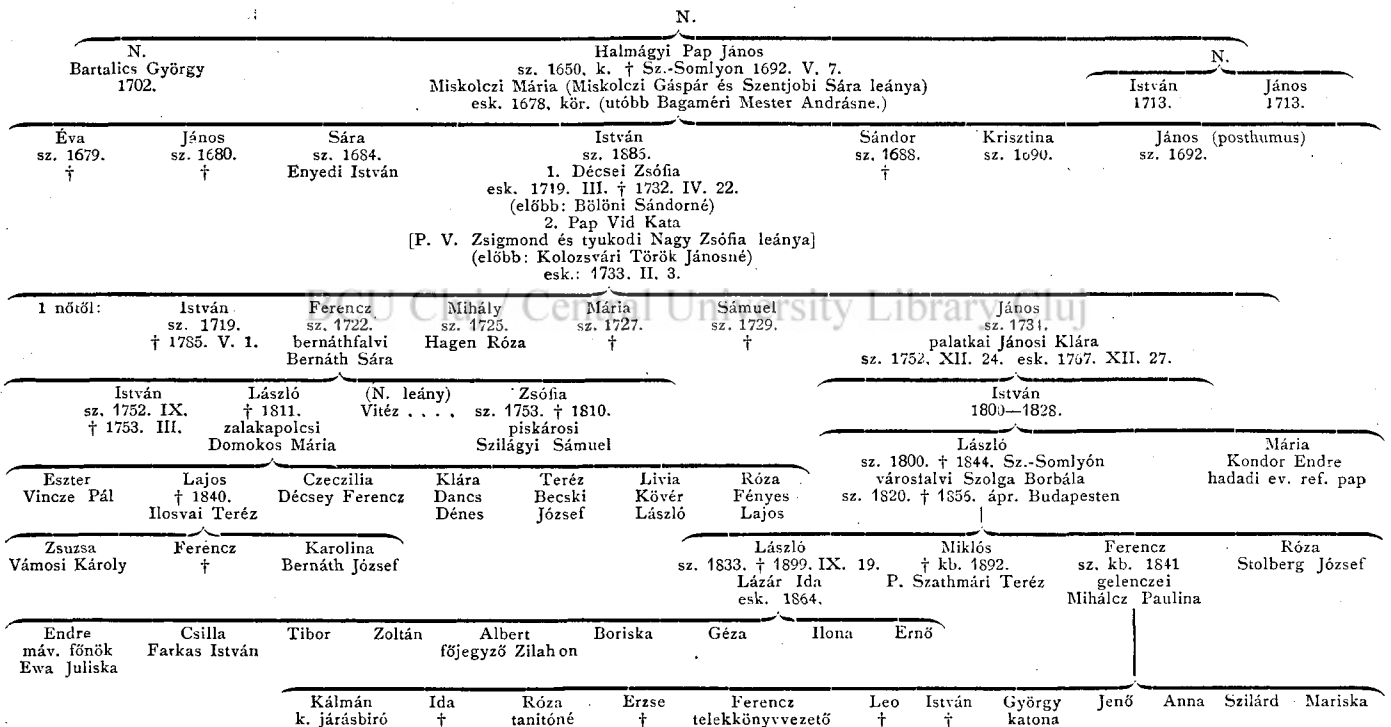 N.
N. Halmágyi Pap János N.
Bartalics György sz. 1650. k. † Sz.-Somlyon 1692. V. 7.
1702. Miskolczi Mária (Miskolczi Gáspár és Szentjobi Sára leánya) István János
esk. 1678. kör. (utóbb Bagaméri Mester Andrásne.) 1713. 1713.
Éva János Sára István Sándor Krisztina János (posthumus)
sz. 1679. sz. 1680. sz. 1684. sz. 1885. sz. 1688. sz. 1690. sz. 1692.
† † Enyedi István 1. Décsei Zsófia †
esk. 1719. III. † 1732. IV. 22.
(előbb: Bölöni Sándorné)
2. Pap Vid Kata
[P. V. Zsigmond és tyukodi Nagy Zsófia leánya]
(előbb: Kolozsvári Török Jánosné)
esk.: 1733. II. 3.
BCU Cluj / Central University Library Cluj
1 nőtől: István Ferencz Mihály Mária Sámuel János
sz. 1719. sz. 1722. sz. 1725. sz. 1727. sz. 1729. sz. 1731.
† 1785. V. 1. bernáthfalvi Hagen Róza † † palatkai Jánosi Klára
Bernáth Sára sz. 1752. XII. 24. esk. 1767. XII. 27.
István László (N. leány) Zsófia István
sz. 1752. IX. † 1811. Vitéz . . . . sz. 1753. † 1810. 1800—1828.
† 1753. III. zalakapolcsi piskárosi
Domokos Mária Szilágyi Sámuel László Mária
sz. 1800. † 1844. Sz.-Somlyón Kondor Endre
Eszter Lajos Czeczilia Klára Teréz Livia Róza városfalvi Szolga Borbála hadadi ev. ref. pap
Vincze Pál † 1840. Décsey Ferencz Dancs Becski Kövér Fényes sz. 1820. † 1856. ápr. Budapesten
Ilosvai Teréz Dénes József László Lajos
Zsuzsa Ferencz Karolina László Miklós Ferencz Róza
Vámosi Károly † Bernáth József sz. 1833. † 1899. IX. 19. † kb. 1892. sz. kb. 1841 Stolberg József
Lázár Ida P. Szathmári Teréz gelenczei
esk. 1864. Mihálcz Paulina
Endre Csilla Tibor Zoltán Albert Boriska Géza Ilona Ernő
máv. főnök Farkas István főjegyző Zilahon
Ewa Juliska
Kálmán Ida Róza Erzse Ferencz Leo István György Jenő Anna Szilárd Mariska
k. járásbiró † tanitóné † telekkönyvvezető † † katona